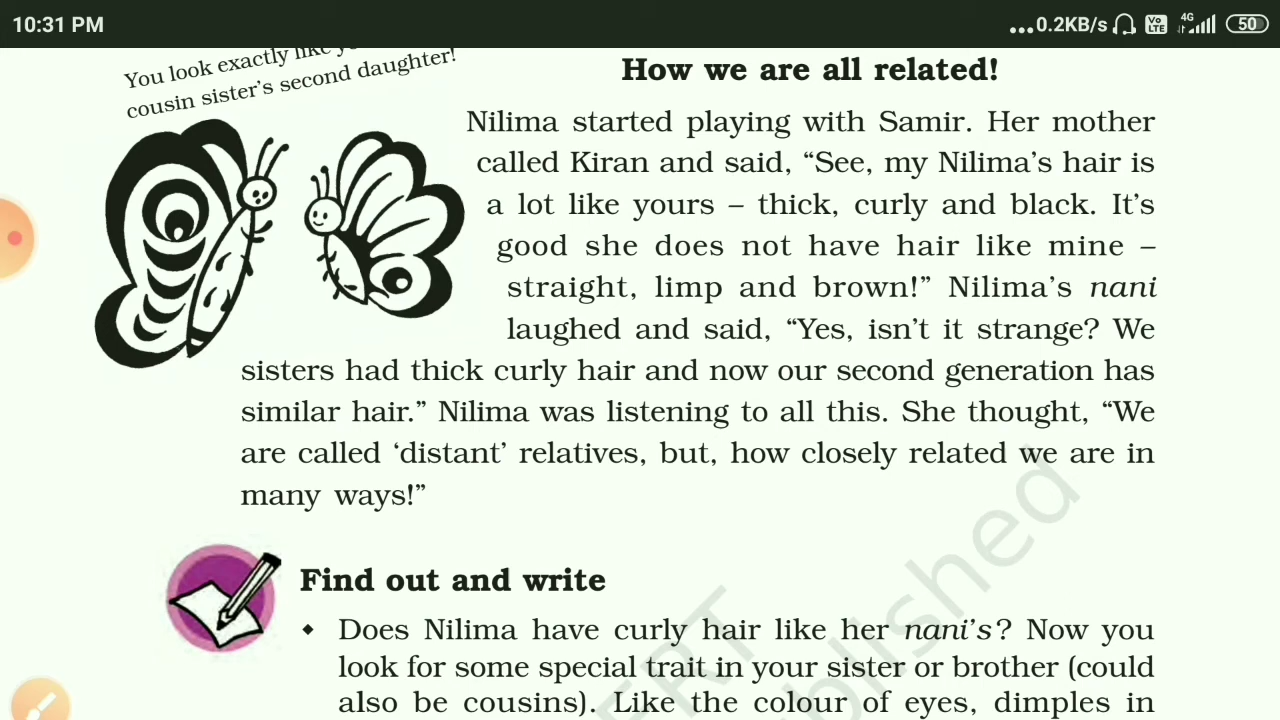 10:31 PM
...0.2KB/s Vo LTE 4G 50
You look exactly like
cousin sister's second daughter!
How we are all related!
Nilima started playing with Samir. Her mother
called Kiran and said, “See, my Nilima’s hair is
a lot like yours – thick, curly and black. It’s
good she does not have hair like mine –
straight, limp and brown!” Nilima’s nani
laughed and said, “Yes, isn’t it strange? We
sisters had thick curly hair and now our second generation has
similar hair.” Nilima was listening to all this. She thought, “We
are called ‘distant’ relatives, but, how closely related we are in
many ways!”
Find out and write
◆ Does Nilima have curly hair like her nani’s? Now you
look for some special trait in your sister or brother (could
also be cousins). Like the colour of eyes, dimples in